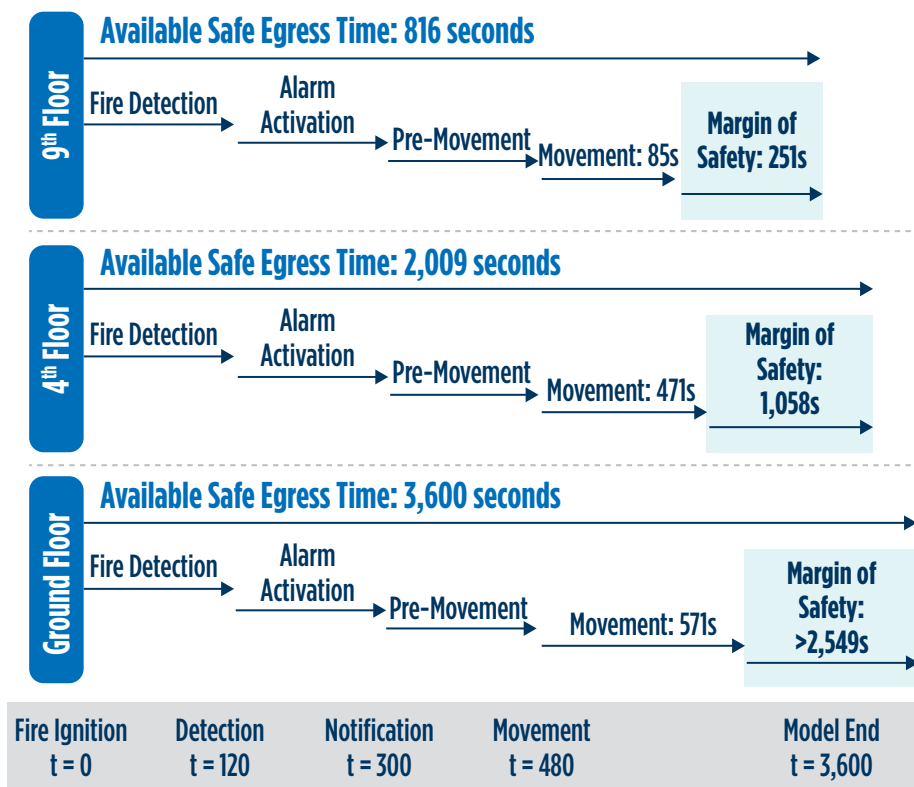 9th Floor
Available Safe Egress Time: 816 seconds
Fire Detection
Alarm
Activation
Pre-Movement
Movement: 85s
Margin of
Safety: 251s
4th Floor
Available Safe Egress Time: 2,009 seconds
Fire Detection
Alarm
Activation
Pre-Movement
Movement: 471s
Margin of
Safety:
1,058s
Ground Floor
Available Safe Egress Time: 3,600 seconds
Fire Detection
Alarm
Activation
Pre-Movement
Movement: 571s
Margin of
Safety:
>2,549s
Fire Ignition
t = 0
Detection
t = 120
Notification
t = 300
Movement
t = 480
Model End
t = 3,600